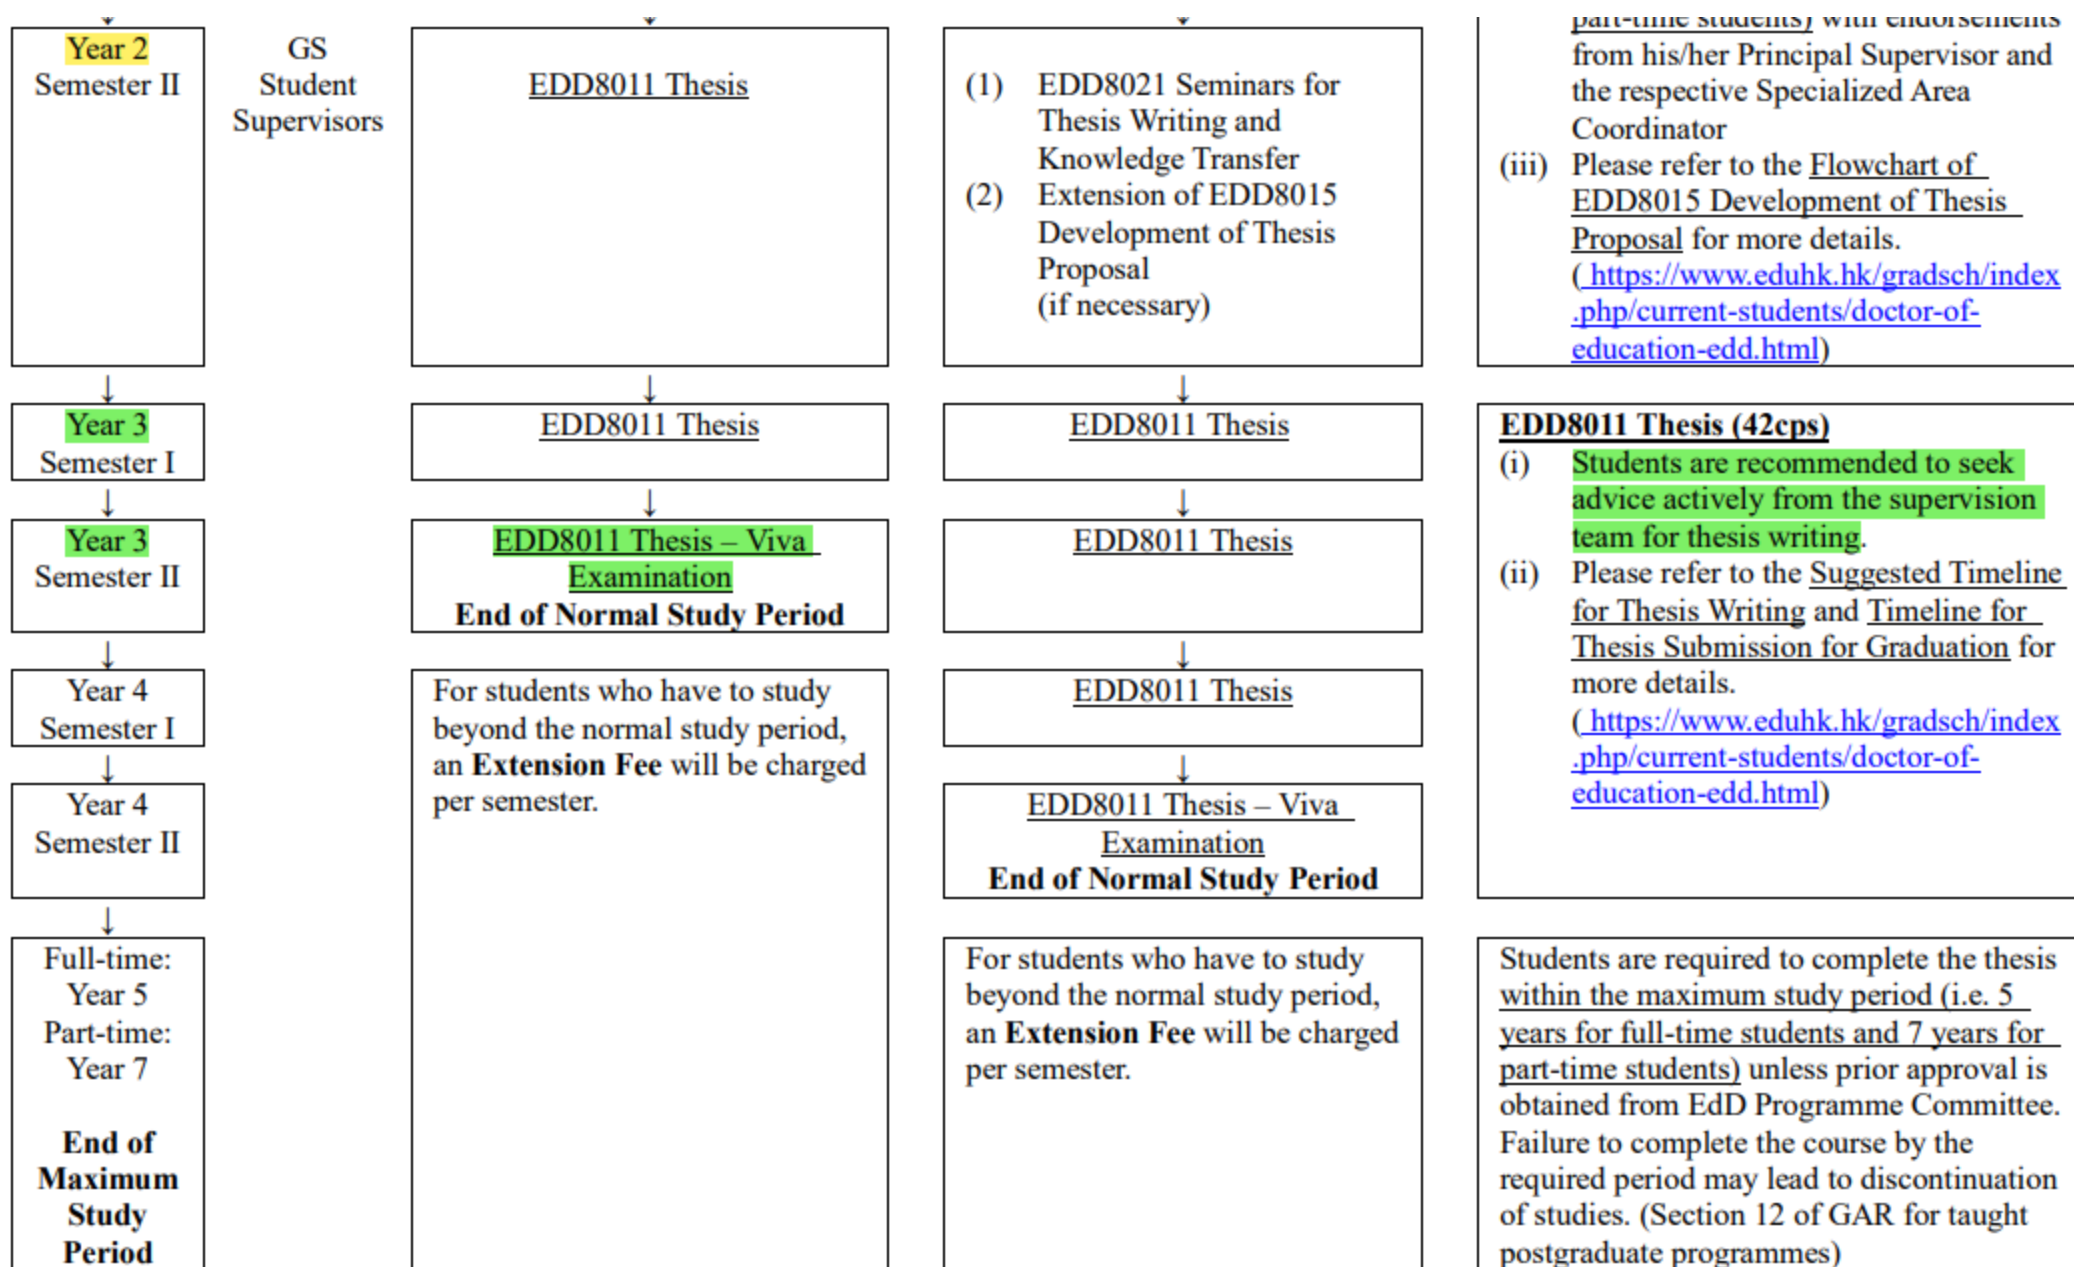 Year 2
Semester II
GS
Student
Supervisors
EDD8011 Thesis
(1) EDD8021 Seminars for
Thesis Writing and
Knowledge Transfer
(2) Extension of EDD8015
Development of Thesis
Proposal
(if necessary)
part-time students) with endorsements
from his/her Principal Supervisor and
the respective Specialized Area
Coordinator
(iii) Please refer to the Flowchart of
EDD8015 Development of Thesis
Proposal for more details.
( https://www.eduhk.hk/gradsch/index
.php/current-students/doctor-of-
education-edd.html)
↓ ↓ ↓
Year 3
Semester I
EDD8011 Thesis
EDD8011 Thesis
↓ ↓ ↓
Year 3
Semester II
EDD8011 Thesis – Viva
Examination
End of Normal Study Period
EDD8011 Thesis
EDD8011 Thesis (42cps)
(i) Students are recommended to seek
advice actively from the supervision
team for thesis writing.
(ii) Please refer to the Suggested Timeline
for Thesis Writing and Timeline for
Thesis Submission for Graduation for
more details.
( https://www.eduhk.hk/gradsch/index
.php/current-students/doctor-of-
education-edd.html)
↓ ↓
Year 4
Semester I
For students who have to study
beyond the normal study period,
an Extension Fee will be charged
per semester.
EDD8011 Thesis
↓ ↓
Year 4
Semester II
EDD8011 Thesis – Viva
Examination
End of Normal Study Period
↓
Full-time:
Year 5
Part-time:
Year 7
End of
Maximum
Study
Period
For students who have to study
beyond the normal study period,
an Extension Fee will be charged
per semester.
Students are required to complete the thesis
within the maximum study period (i.e. 5
years for full-time students and 7 years for
part-time students) unless prior approval is
obtained from EdD Programme Committee.
Failure to complete the course by the
required period may lead to discontinuation
of studies. (Section 12 of GAR for taught
postgraduate programmes)